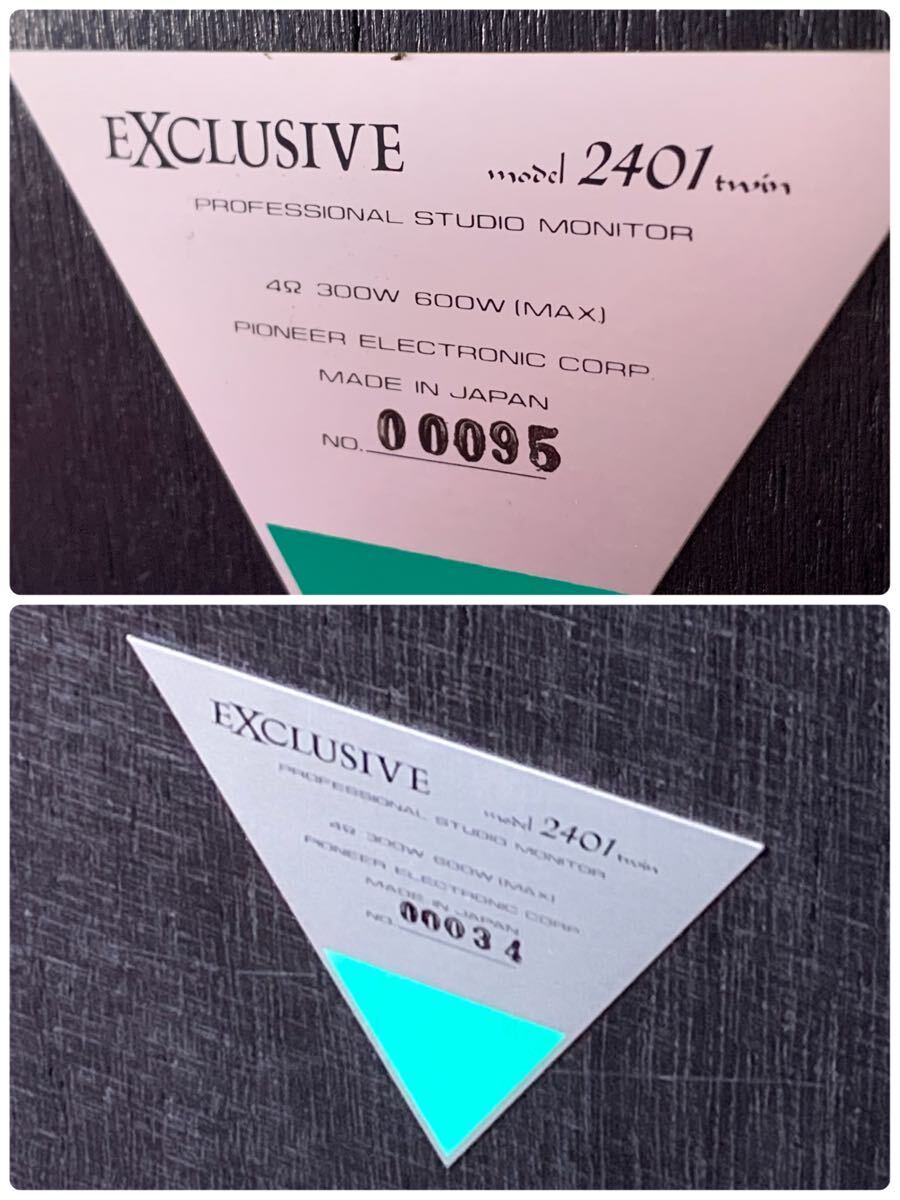 EXCLUSIVE model 2401 twin
PROFESSIONAL STUDIO MONITOR
4Ω 300W 600W (MAX.)
PIONEER ELECTRONIC CORP.
MADE IN JAPAN
NO. 00095
EXCLUSIVE model 2401 twin
PROFESSIONAL STUDIO MONITOR
4Ω 300W 600W (MAX.)
PIONEER ELECTRONIC CORP.
MADE IN JAPAN
NO. 00034